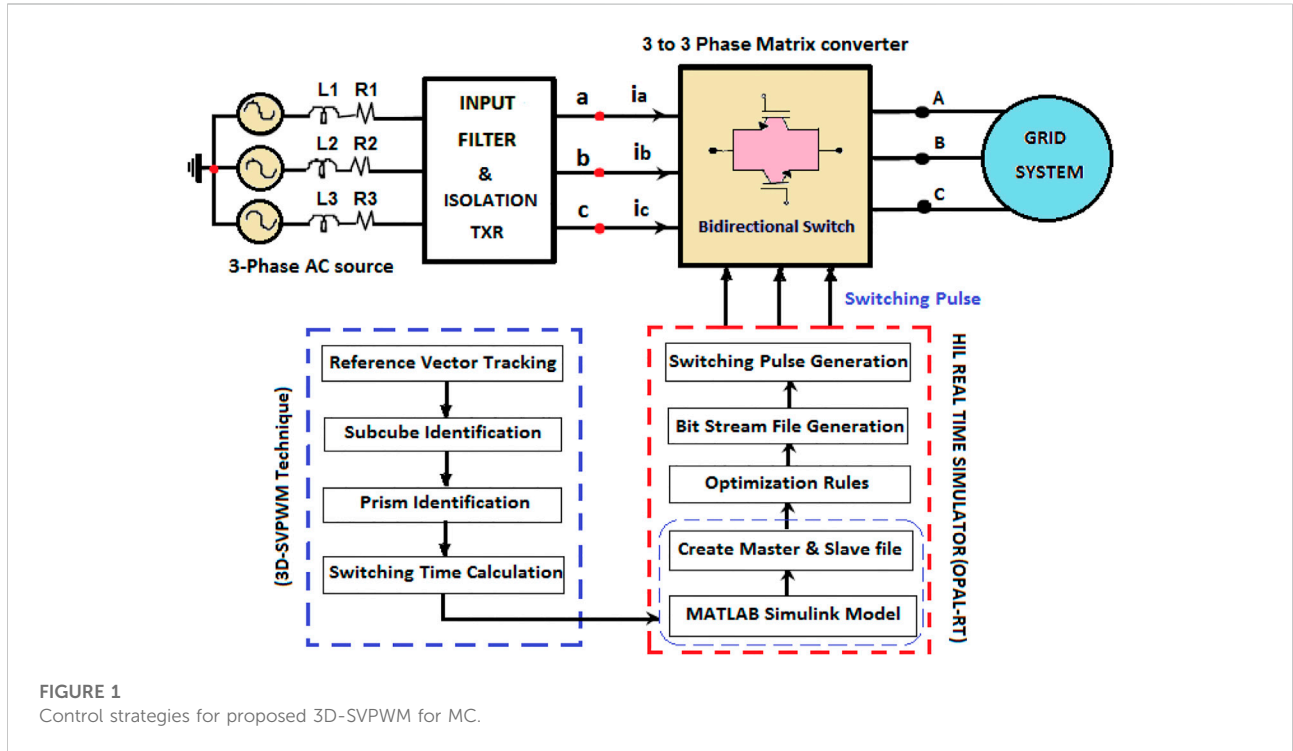 3 to 3 Phase Matrix converter
L1 R1
L2 R2
L3 R3
3-Phase AC source
INPUT
FILTER
&
ISOLATION
TXR
a ia
b ib
c ic
Bidirectional Switch
A
B
C
GRID
SYSTEM
Switching Pulse
(3D-SVPWM Technique)
Reference Vector Tracking
Subcube Identification
Prism Identification
Switching Time Calculation
Switching Pulse Generation
Bit Stream File Generation
Optimization Rules
Create Master & Slave file
MATLAB Simulink Model
HIL REAL TIME SIMULATOR(OPAL-RT)
FIGURE 1
Control strategies for proposed 3D-SVPWM for MC.